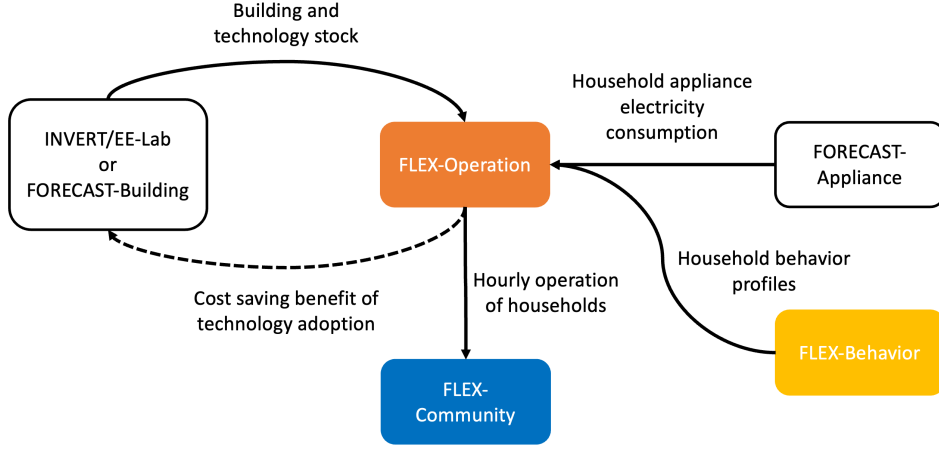 Building and
technology stock
INVERT/EE-Lab
or
FORECAST-Building
FLEX-Operation
Household appliance
electricity
consumption
FORECAST-
Appliance
Cost saving benefit of
technology adoption
Hourly operation
of households
Household behavior
profiles
FLEX-Behavior
FLEX-
Community